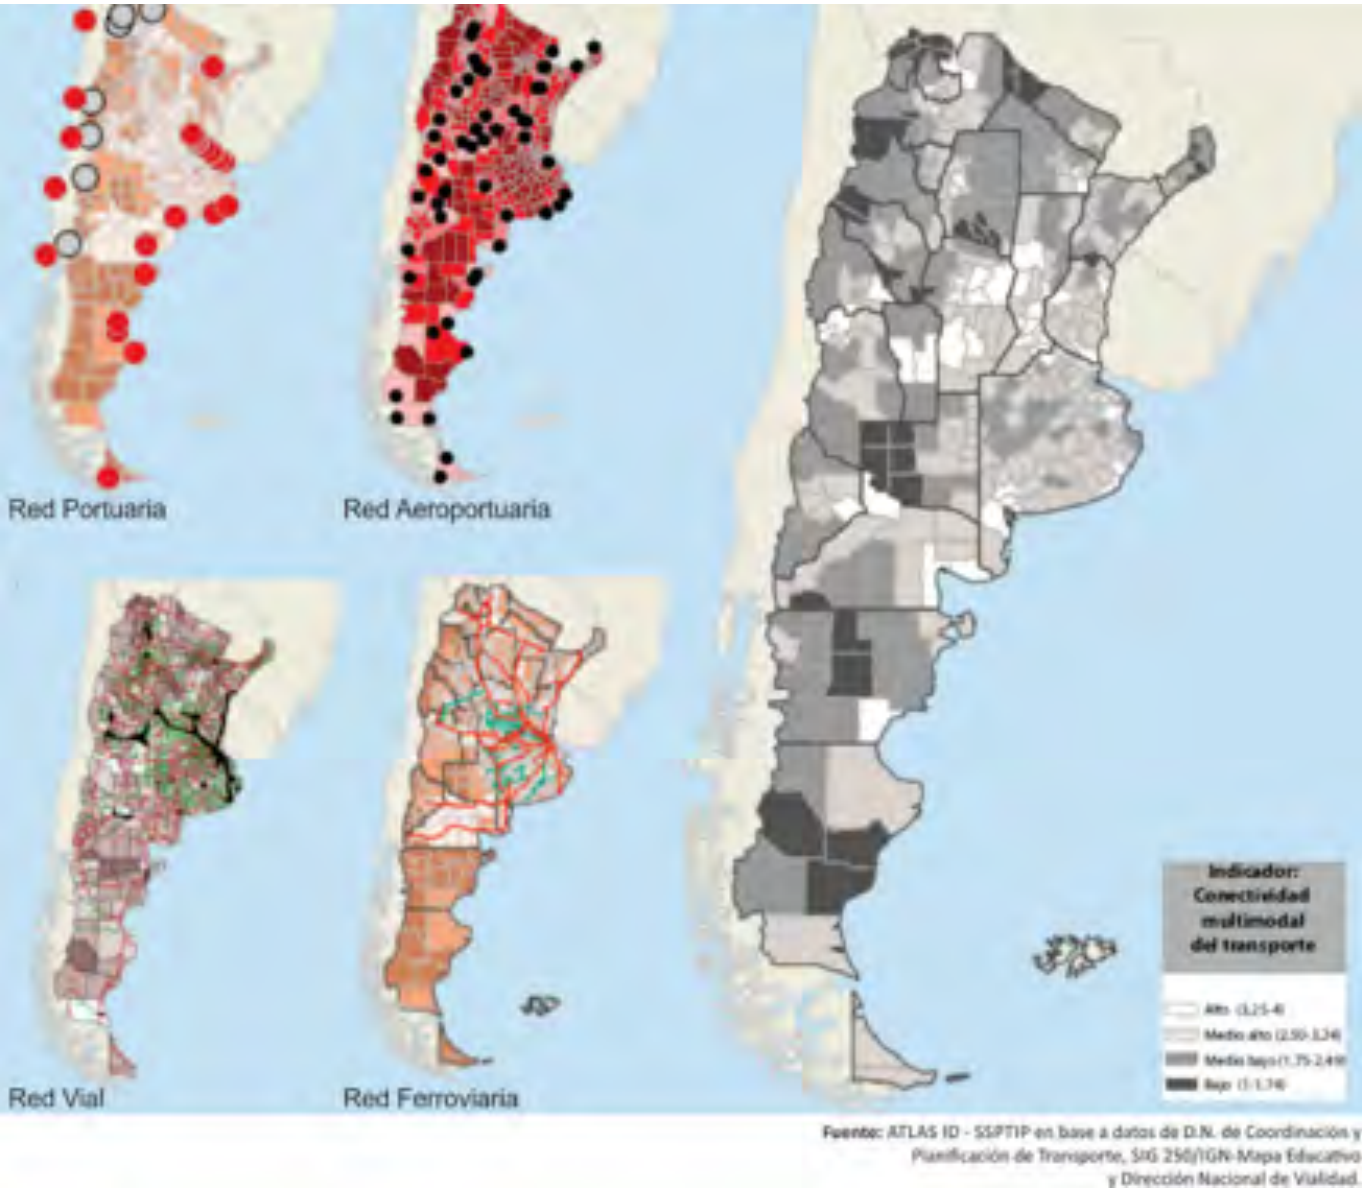 Red Portuaria
Red Aeroportuaria
Red Vial
Red Ferroviaria
Indicador:
Conectividad
multimodal
del transporte
Alto (3,25-4)
Medio alto (2,50-3,24)
Medio bajo (1,75-2,49)
Bajo (1-1,74)
Fuente: ATLAS ID - SSPTIP en base a datos de D.N. de Coordinación y
Planificación de Transporte, SIG 250/IGN-Mapa Educativo
y Dirección Nacional de Vialidad.